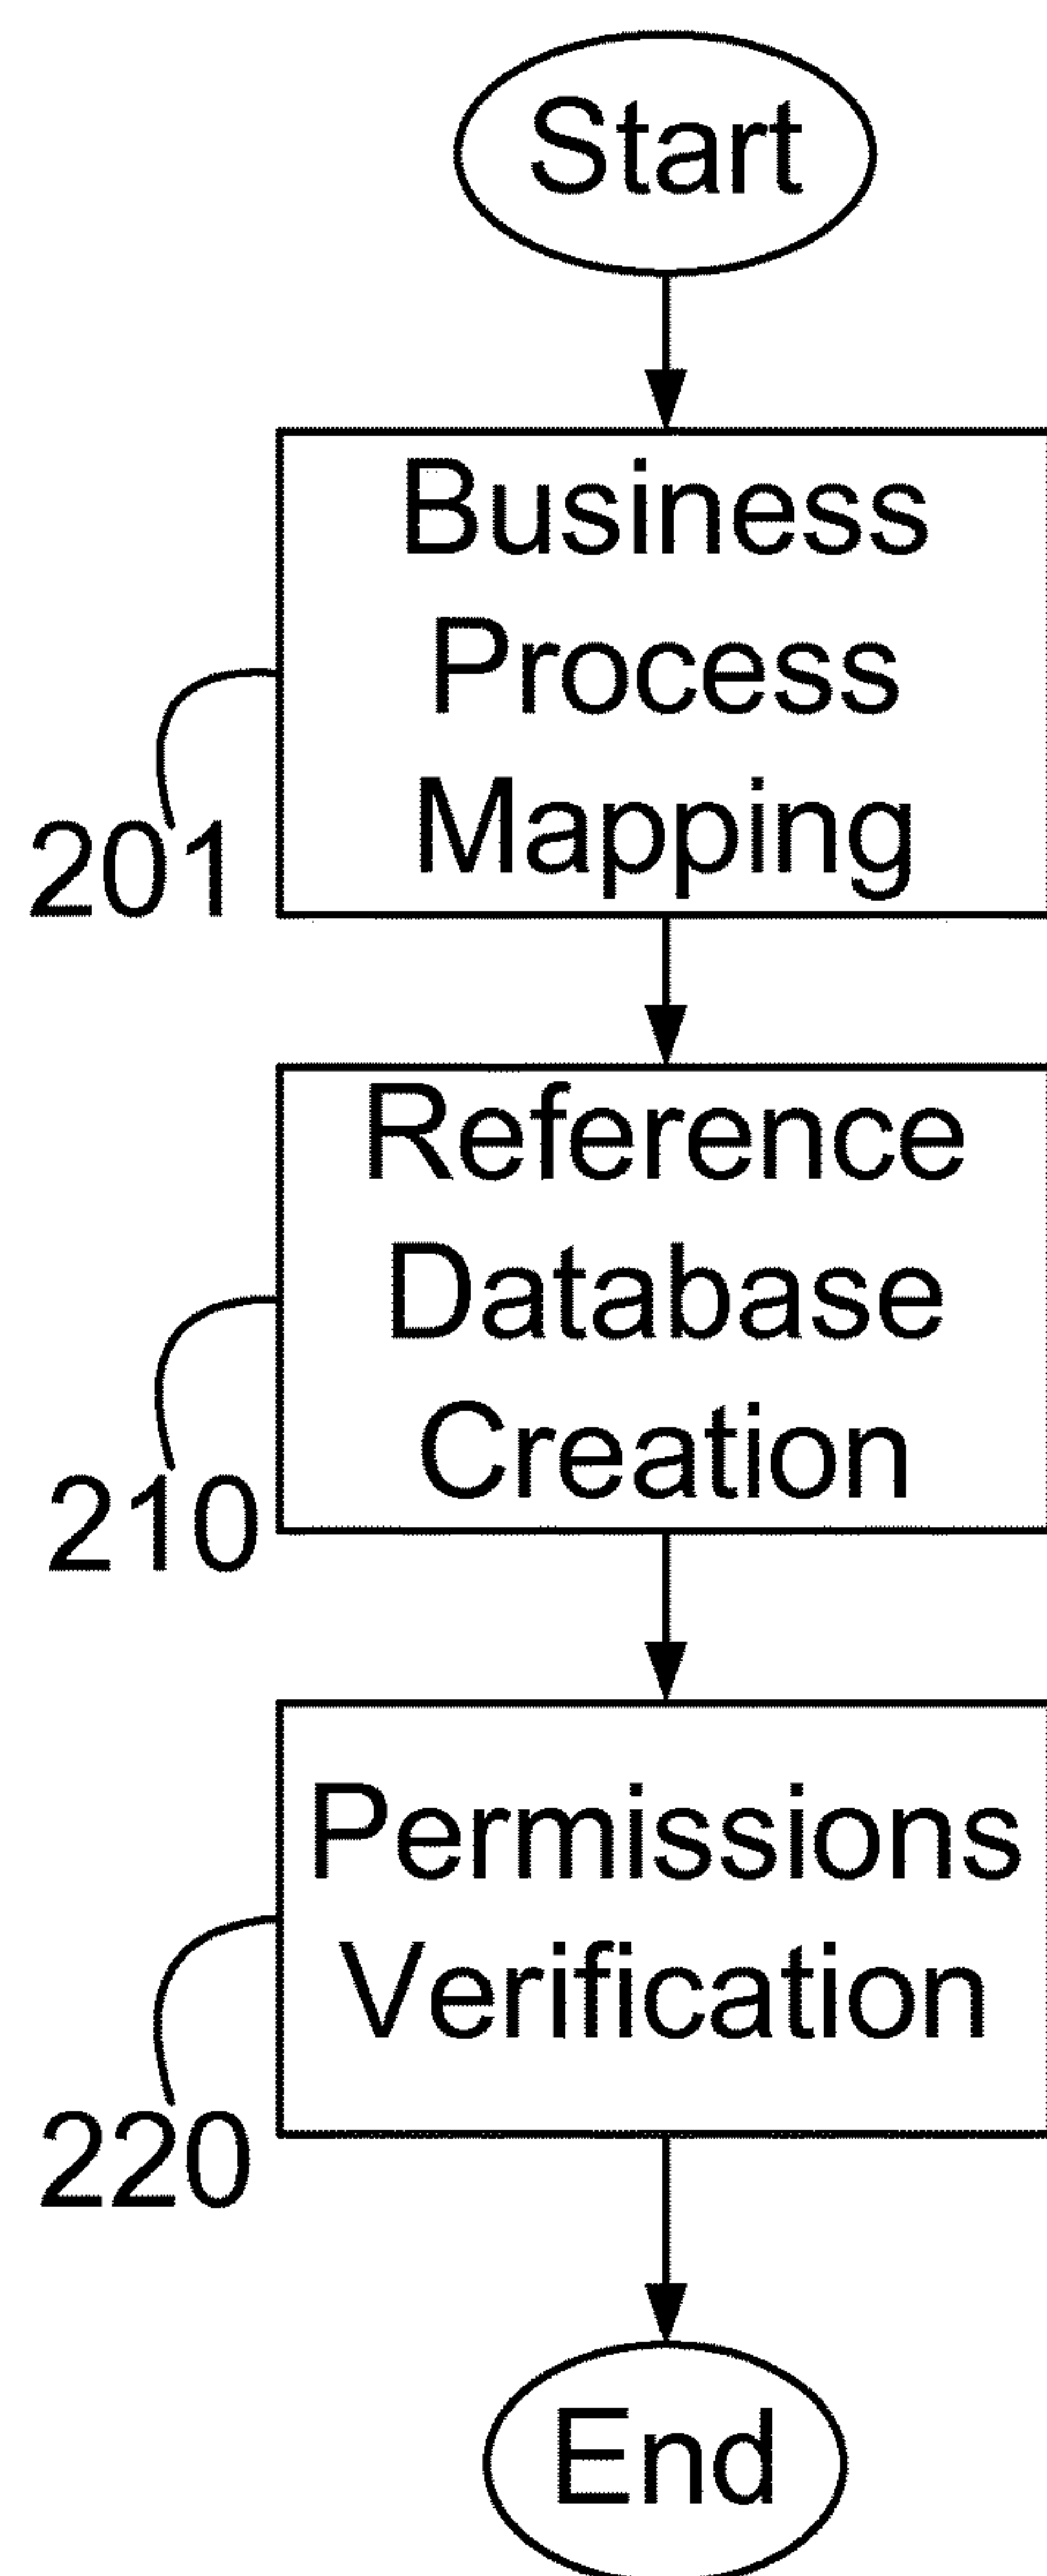 Start
Business
Process
Mapping
201
Reference
Database
Creation
210
Permissions
Verification
220
End